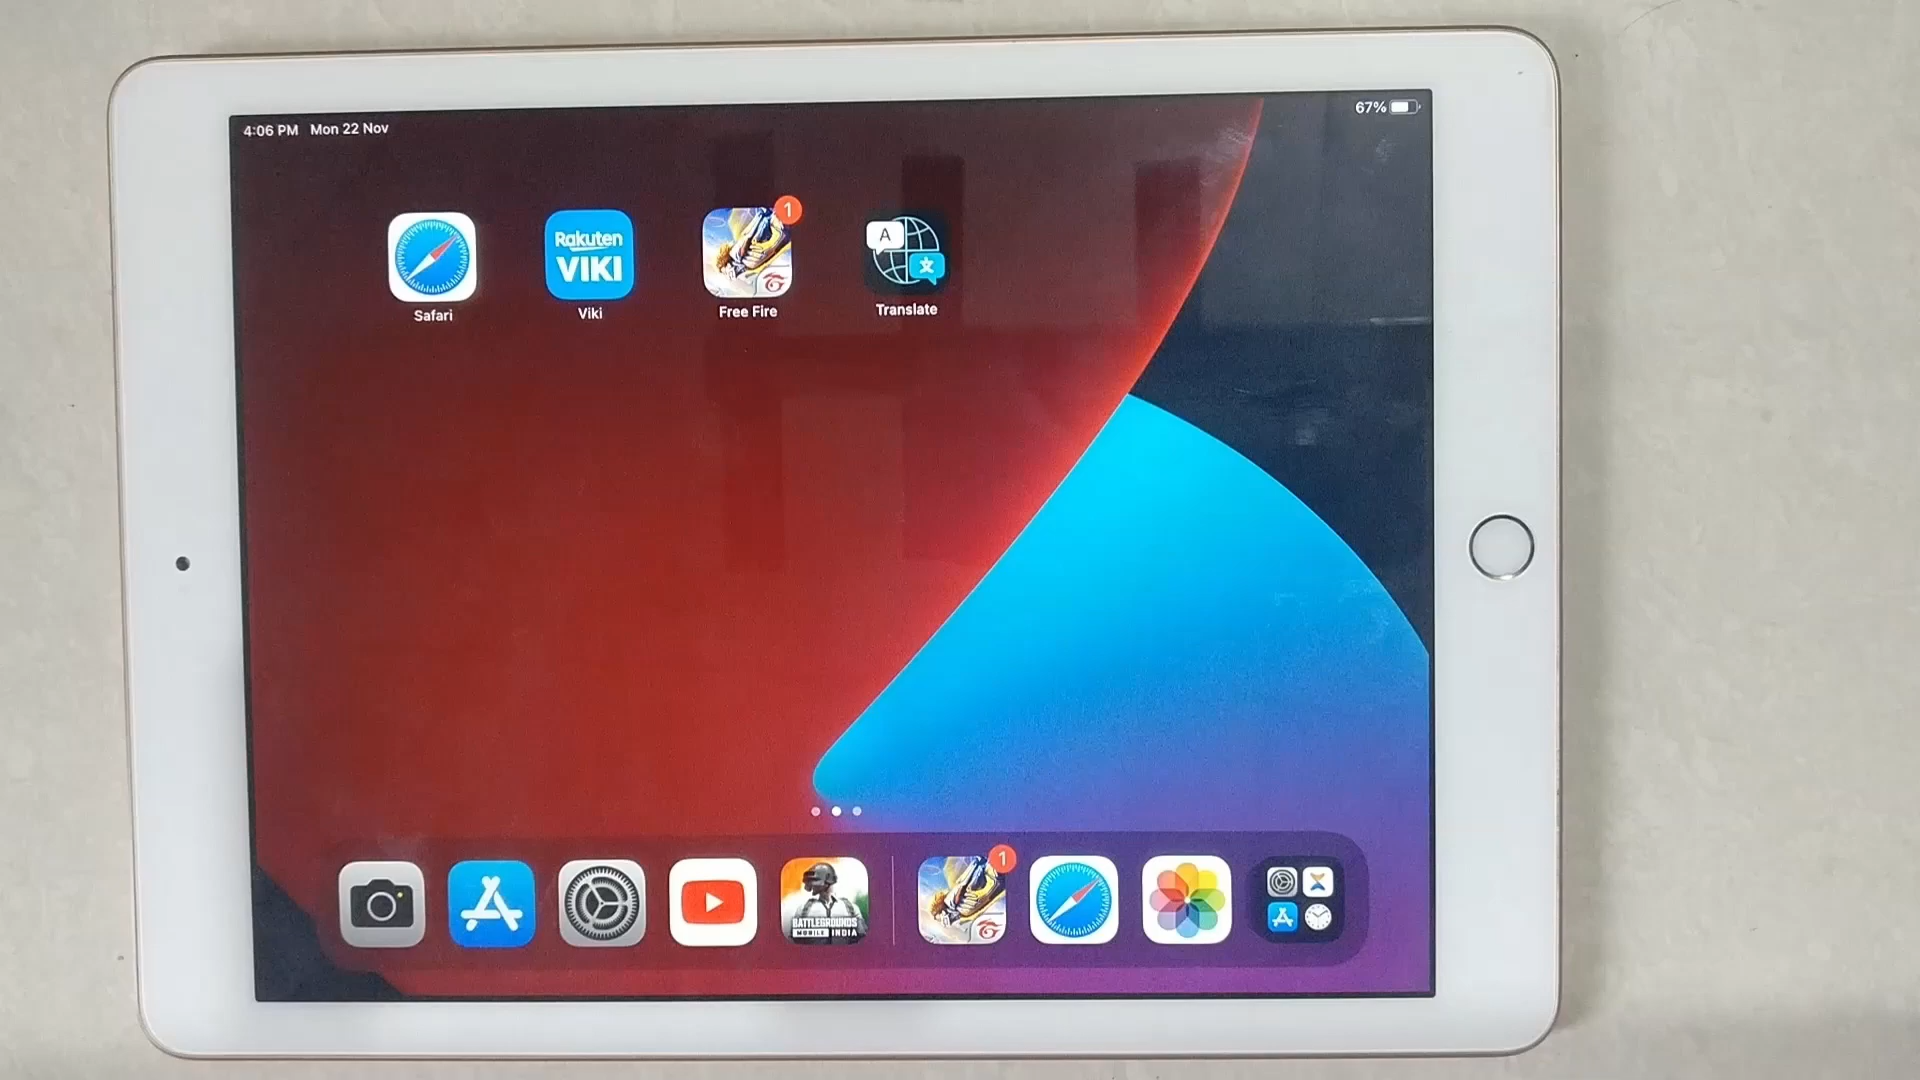 4:06 PM Mon 22 Nov
67%
Rakuten
VIKI
1
A
文
Safari
Viki
Free Fire
Translate
BATTLEGROUNDS
MOBILE INDIA
1